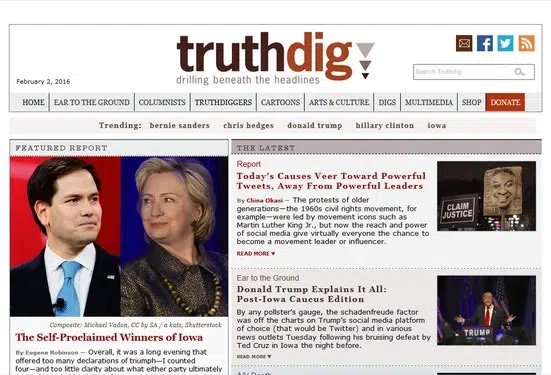 truthdig
drilling beneath the headlines
February 2, 2016
Search Truthdig
HOME EAR TO THE GROUND COLUMNISTS TRUTHDIGGERS CARTOONS ARTS & CULTURE DIGS MULTIMEDIA SHOP DONATE
Trending: bernie sanders chris hedges donald trump hillary clinton iowa
FEATURED REPORT
Composite: Michael Vadon, CC by SA / a katz, Shutterstock
The Self-Proclaimed Winners of Iowa
By Eugene Robinson — Overall, it was a long evening that
offered too many declarations of triumph—I counted
four—and too little clarity about what either party ultimately
THE LATEST
Report
Today's Causes Veer Toward Powerful
Tweets, Away From Powerful Leaders
By China Okasi — The protests of older
generations—the 1960s civil rights movement, for
example—were led by movement icons such as
Martin Luther King Jr., but now the reach and power
of social media give virtually everyone the chance to
become a movement leader or influencer.
READ MORE ▼
CLAIM
JUSTICE
Ear to the Ground
Donald Trump Explains It All:
Post-Iowa Caucus Edition
By any pollster's gauge, the schadenfreude factor
was off the charts on Trump's social media platform
of choice (that would be Twitter) and in various
news outlets Tuesday following his bruising defeat by
Ted Cruz in Iowa the night before.
READ MORE ▼
TRUMP